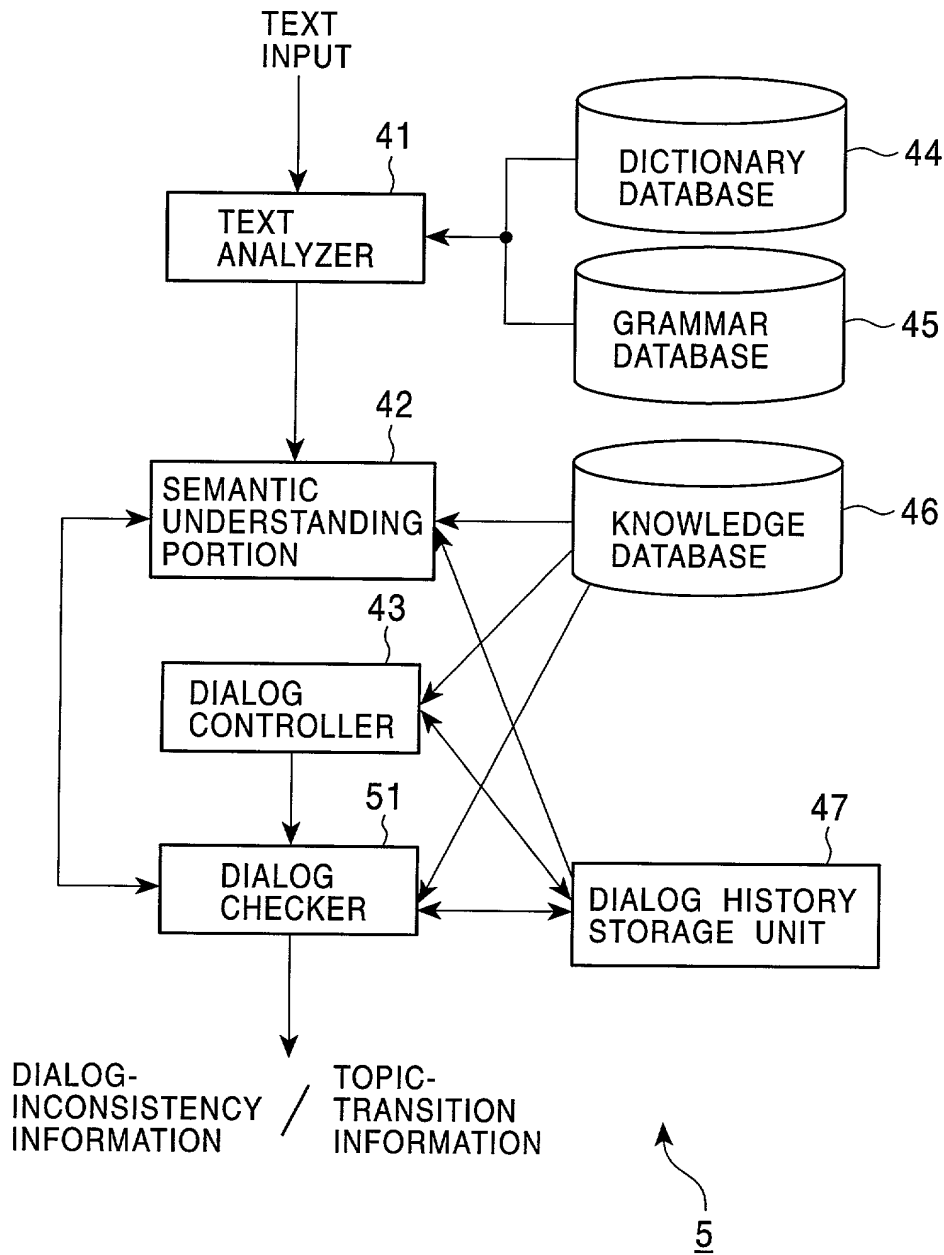 TEXT
INPUT
41
TEXT
ANALYZER
DICTIONARY
DATABASE
44
GRAMMAR
DATABASE
45
42
SEMANTIC
UNDERSTANDING
PORTION
KNOWLEDGE
DATABASE
46
43
DIALOG
CONTROLLER
51
DIALOG
CHECKER
47
DIALOG HISTORY
STORAGE UNIT
DIALOG-
INCONSISTENCY
INFORMATION
/
TOPIC-
TRANSITION
INFORMATION
5